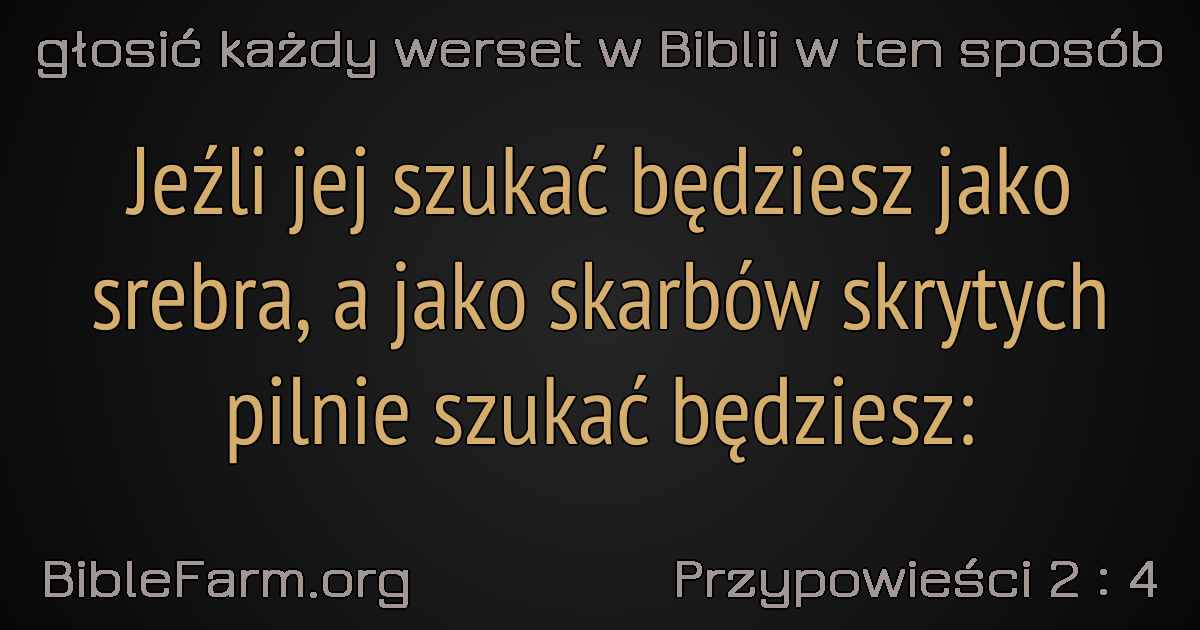 głosić każdy werset w Biblii w ten sposób
Jeźli jej szukać będziesz jako
srebra, a jako skarbów skrytych
pilnie szukać będziesz:
BibleFarm.org
Przypowieści 2 : 4